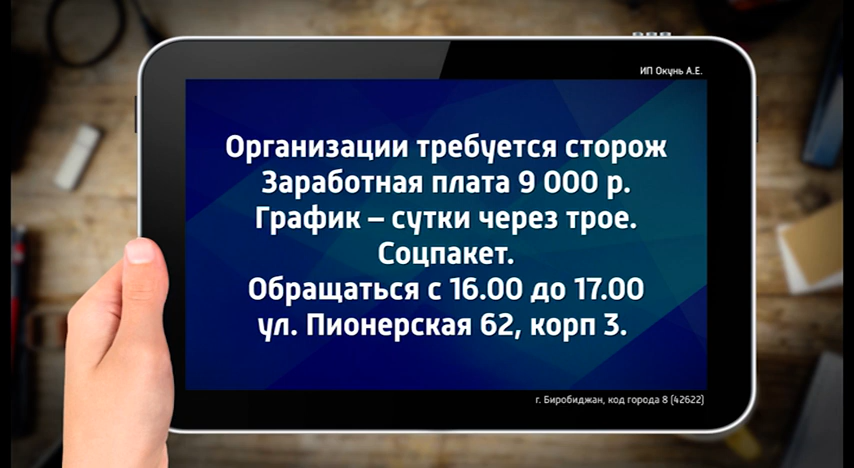 ИП Окунь А.Е.
Организации требуется сторож
Заработная плата 9 000 р.
График – сутки через трое.
Соцпакет.
Обращаться с 16.00 до 17.00
ул. Пионерская 62, корп 3.
г. Биробиджан, код города 8 (42622)